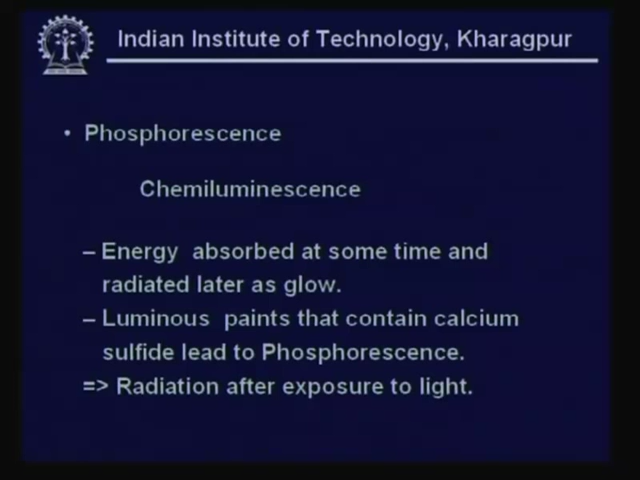 Indian Institute of Technology, Kharagpur
• Phosphorescence
Chemiluminescence
– Energy absorbed at some time and
radiated later as glow.
– Luminous paints that contain calcium
sulfide lead to Phosphorescence.
=> Radiation after exposure to light.